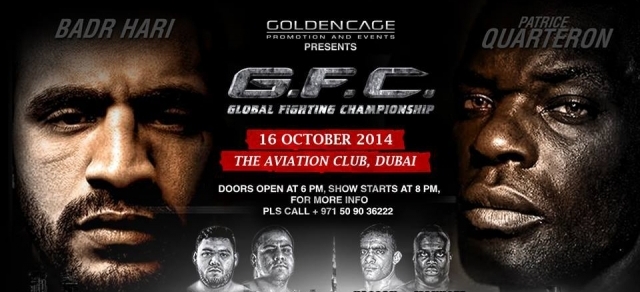 BADR HARI
GOLDENCAGE
PROMOTION AND EVENTS
PRESENTS
PATRICE
QUARTERON
G.F.C.
GLOBAL FIGHTING CHAMPIONSHIP
16 OCTOBER 2014
THE AVIATION CLUB, DUBAI
DOORS OPEN AT 6 PM, SHOW STARTS AT 8 PM,
FOR MORE INFO
PLS CALL + 971 50 90 36222